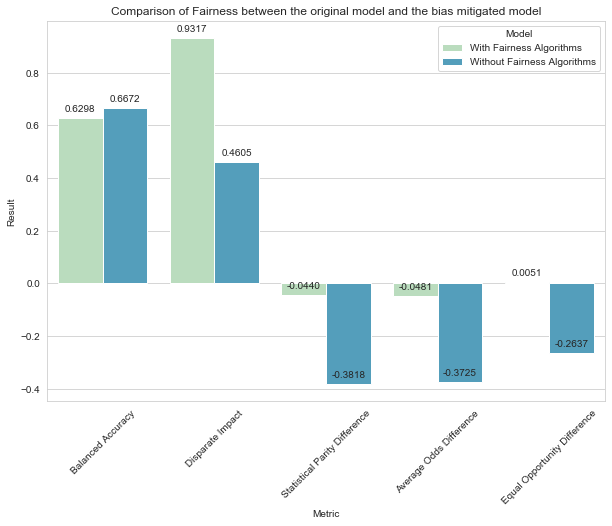 Comparison of Fairness between the original model and the bias mitigated model
Model
With Fairness Algorithms
Without Fairness Algorithms
Result
0.8
0.6
0.4
0.2
0.0
−0.2
−0.4
0.6298
0.6672
0.9317
0.4605
-0.0440
-0.3818
-0.0481
-0.3725
0.0051
-0.2637
Balanced Accuracy
Disparate Impact
Statistical Parity Difference
Average Odds Difference
Equal Opportunity Difference
Metric